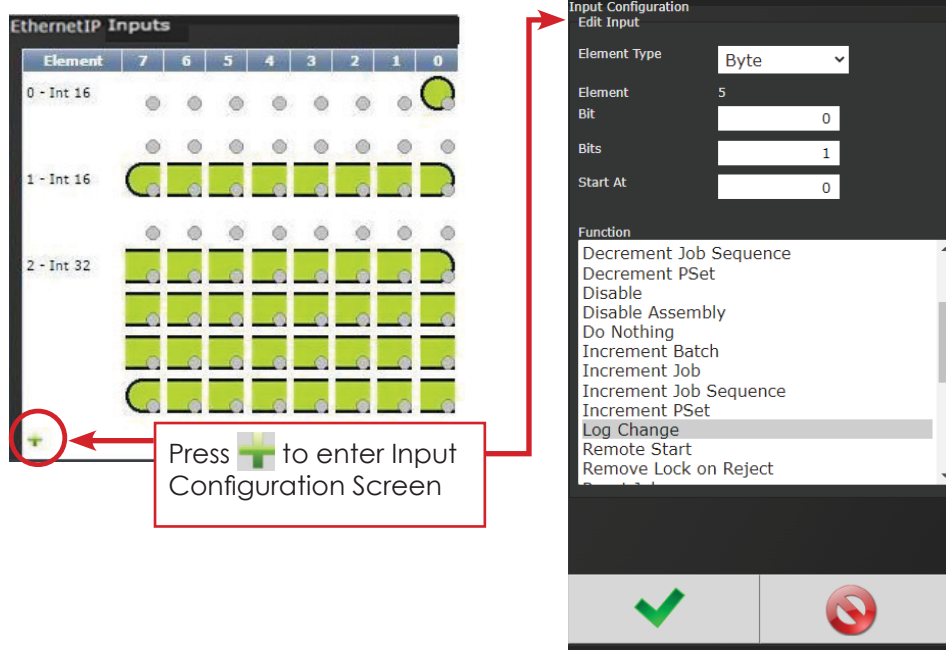 EthernetIP Inputs
Element 7 6 5 4 3 2 1 0
0 - Int 16
1 - Int 16
2 - Int 32
Press to enter Input
Configuration Screen
Input Configuration
Edit Input
Element Type Byte
Element 5
Bit 0
Bits 1
Start At 0
Function
Decrement Job Sequence
Decrement PSet
Disable
Disable Assembly
Do Nothing
Increment Batch
Increment Job
Increment Job Sequence
Increment PSet
Log Change
Remote Start
Remove Lock on Reject